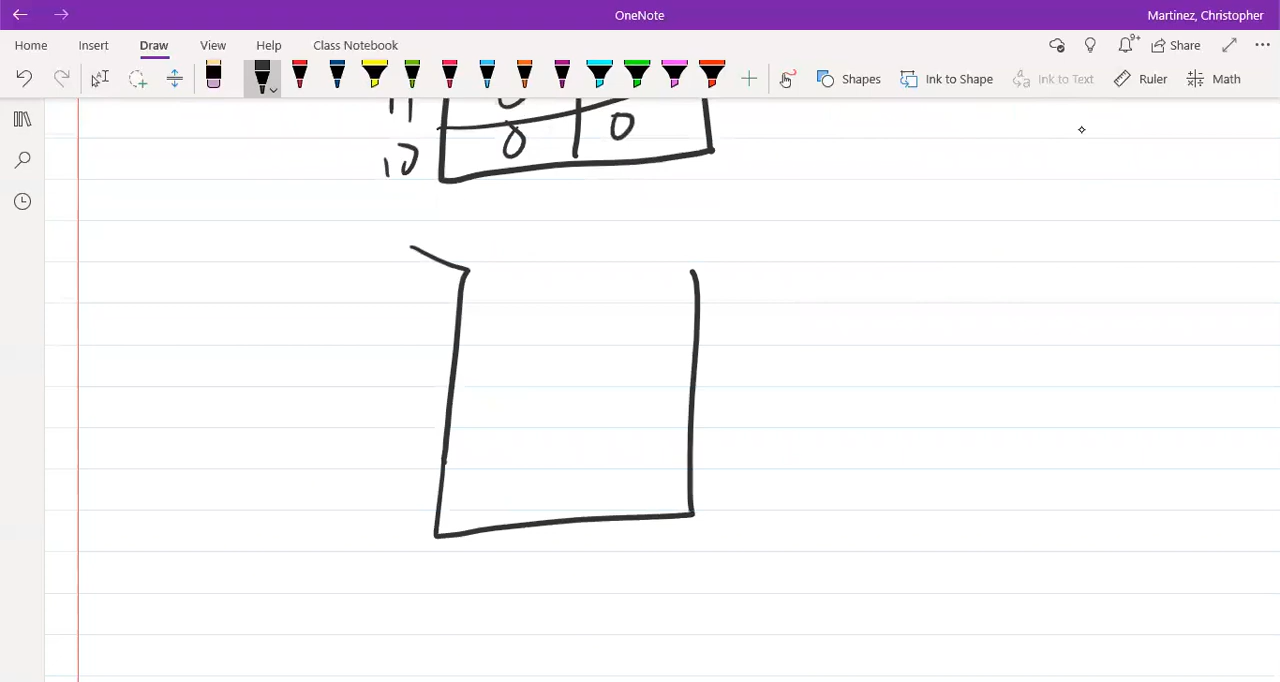 OneNote
Martinez, Christopher
Home Insert Draw View Help Class Notebook Share
Shapes Ink to Shape Ink to Text Ruler Math
11
0 0
10